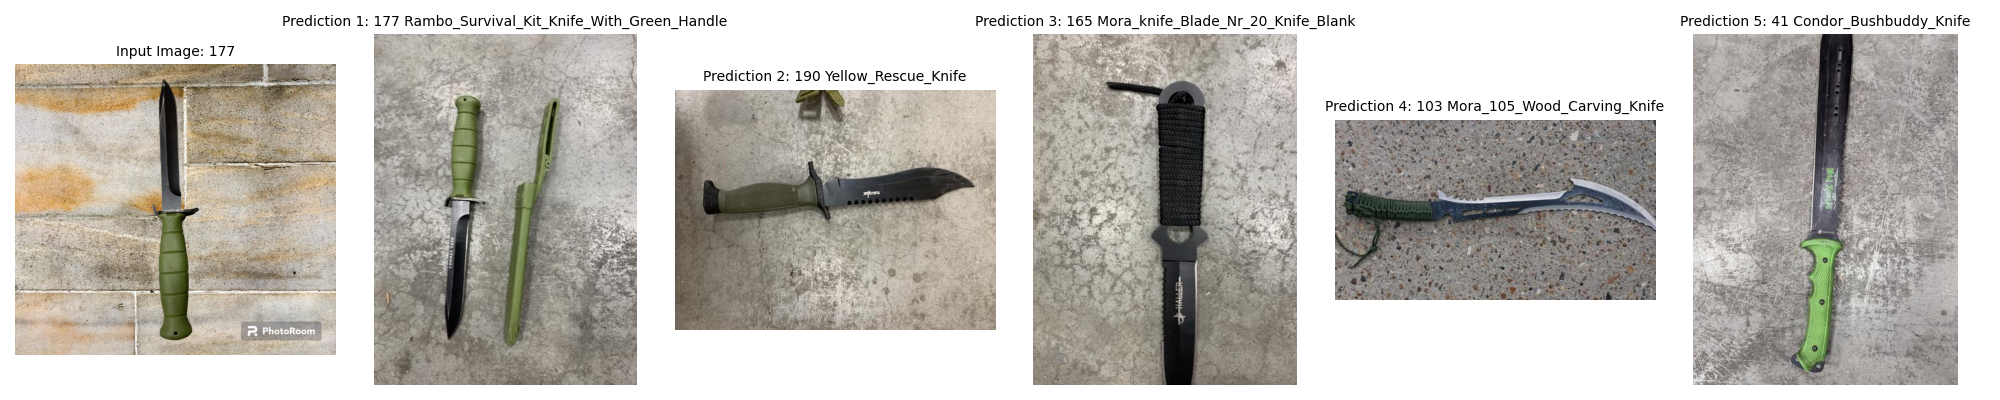 Input Image: 177
PhotoRoom
Prediction 1: 177 Rambo_Survival_Kit_Knife_With_Green_Handle
Prediction 2: 190 Yellow_Rescue_Knife
Prediction 3: 165 Mora_knife_Blade_Nr_20_Knife_Blank
HALLER
Prediction 4: 103 Mora_105_Wood_Carving_Knife
Prediction 5: 41 Condor_Bushbuddy_Knife